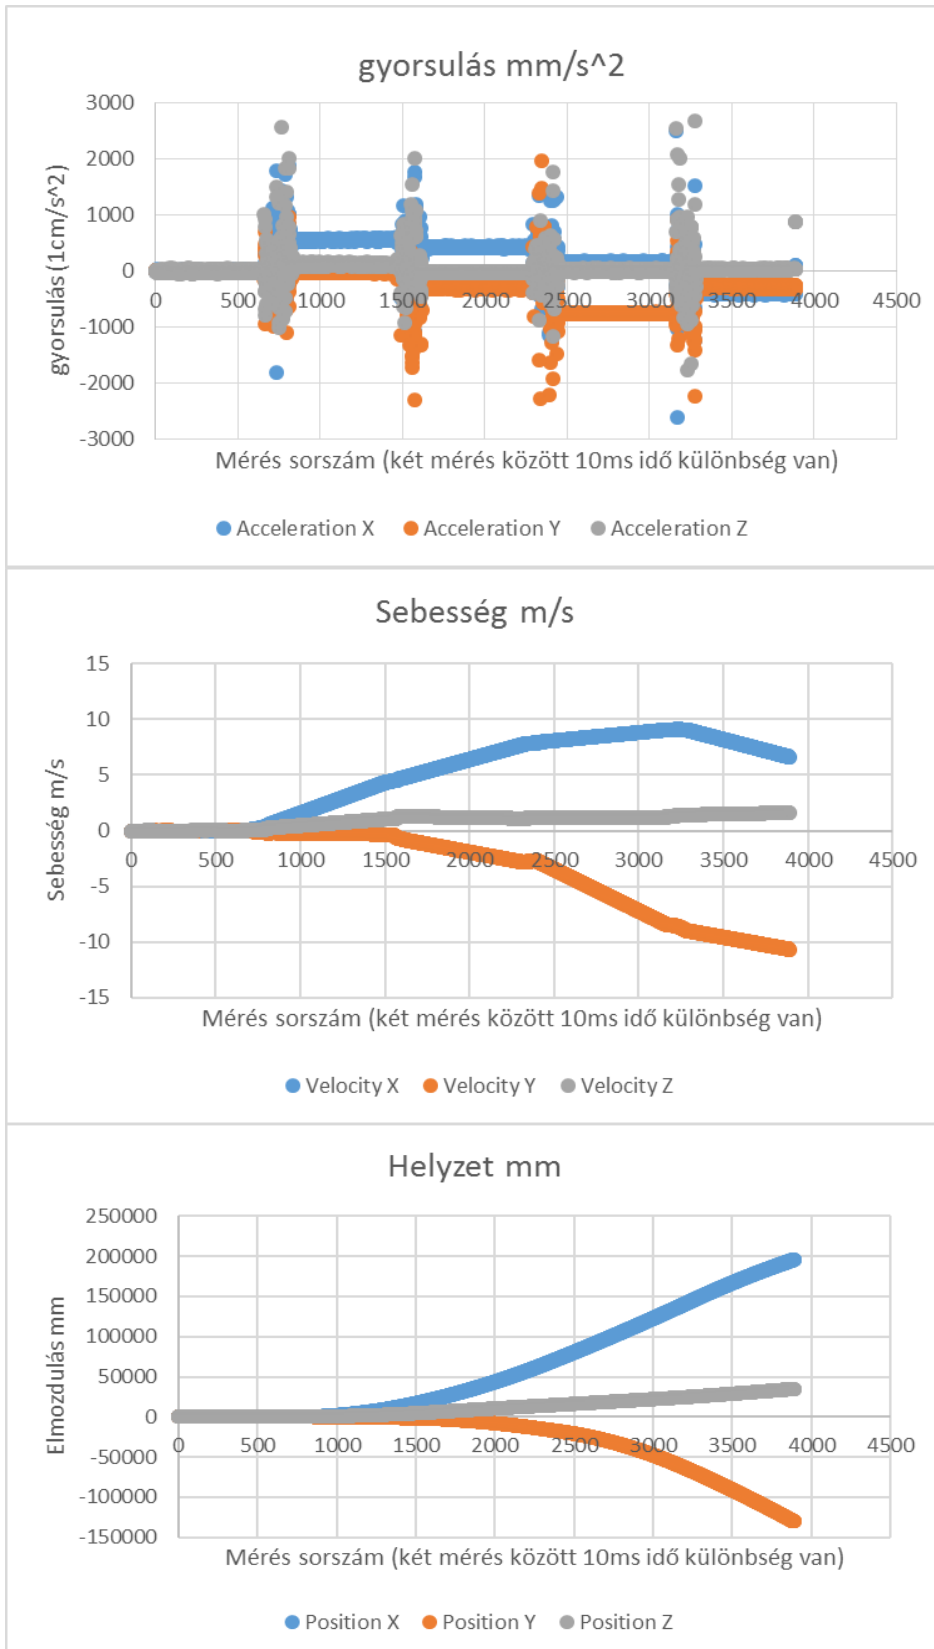 gyorsulás mm/s^2
gyorsulás (1cm/s^2)
3000
2000
1000
0
-1000
-2000
-3000
0 500 1000 1500 2000 2500 3000 3500 4000 4500
Mérés sorszám (két mérés között 10ms idő különbség van)
Acceleration X Acceleration Y Acceleration Z
Sebesség m/s
Sebesség m/s
15
10
5
0
-5
-10
-15
0 500 1000 1500 2000 2500 3000 3500 4000 4500
Mérés sorszám (két mérés között 10ms idő különbség van)
Velocity X Velocity Y Velocity Z
Helyzet mm
Elmozdulás mm
250000
200000
150000
100000
50000
0
-50000
-100000
-150000
0 500 1000 1500 2000 2500 3000 3500 4000 4500
Mérés sorszám (két mérés között 10ms idő különbség van)
Position X Position Y Position Z